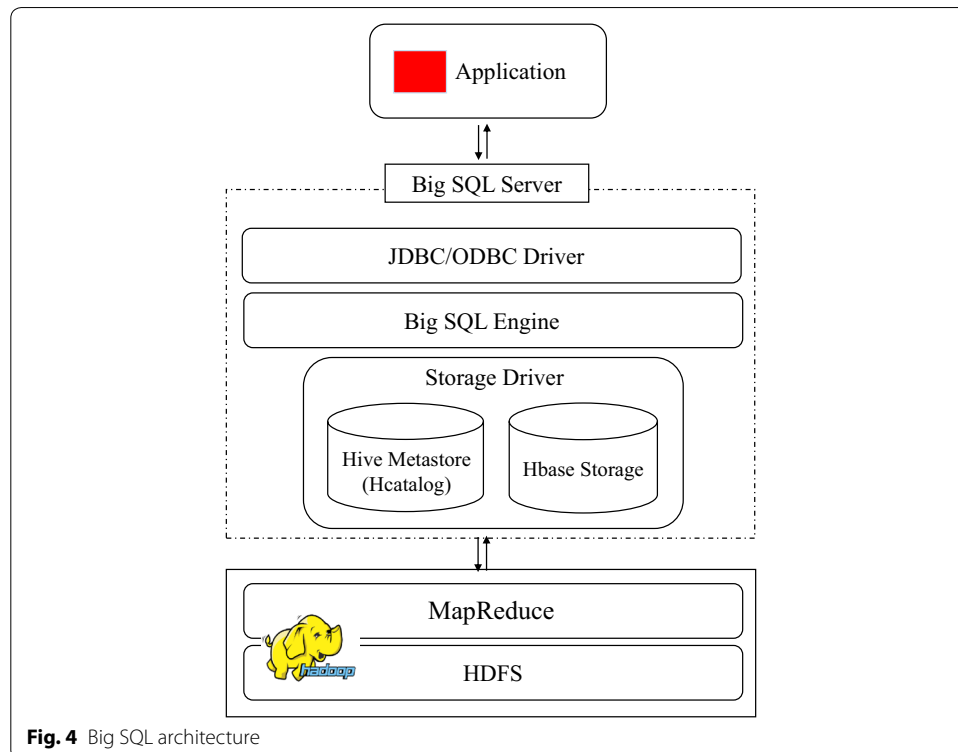 Application
Big SQL Server
JDBC/ODBC Driver
Big SQL Engine
Storage Driver
Hive Metastore
(Hcatalog)
Hbase Storage
MapReduce
hadoop
HDFS
Fig. 4 Big SQL architecture